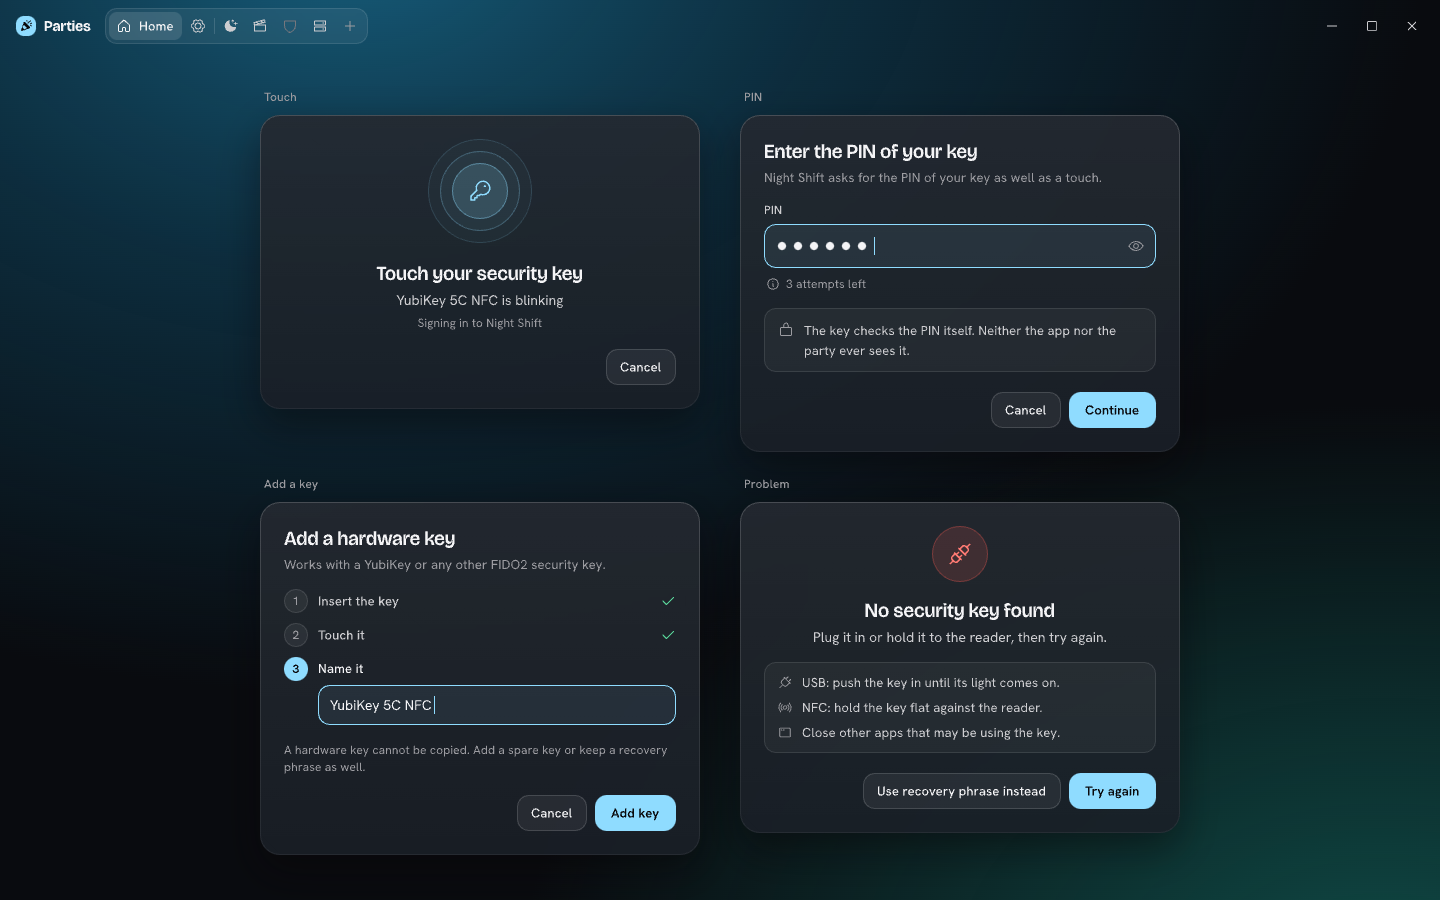 Parties
Home
Touch
Touch your security key
YubiKey 5C NFC is blinking
Signing in to Night Shift
Cancel
PIN
Enter the PIN of your key
Night Shift asks for the PIN of your key as well as a touch.
PIN
3 attempts left
The key checks the PIN itself. Neither the app nor the
party ever sees it.
Cancel
Continue
Add a key
Add a hardware key
Works with a YubiKey or any other FIDO2 security key.
1 Insert the key
2 Touch it
3 Name it
YubiKey 5C NFC
A hardware key cannot be copied. Add a spare key or keep a recovery
phrase as well.
Cancel
Add key
Problem
No security key found
Plug it in or hold it to the reader, then try again.
USB: push the key in until its light comes on.
NFC: hold the key flat against the reader.
Close other apps that may be using the key.
Use recovery phrase instead
Try again